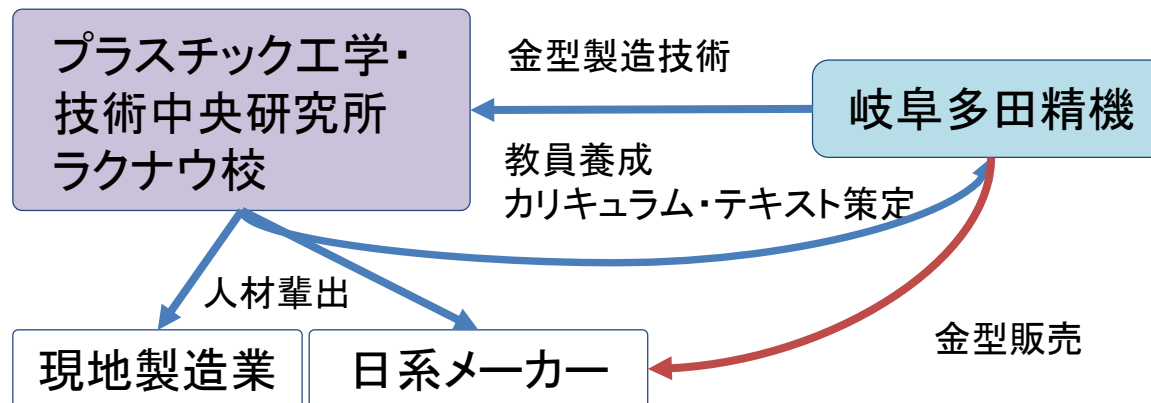 プラスチック工学・
技術中央研究所
ラクナウ校
金型製造技術
岐阜多田精機
教員養成
カリキュラム・テキスト策定
人材輩出
現地製造業
日系メーカー
金型販売